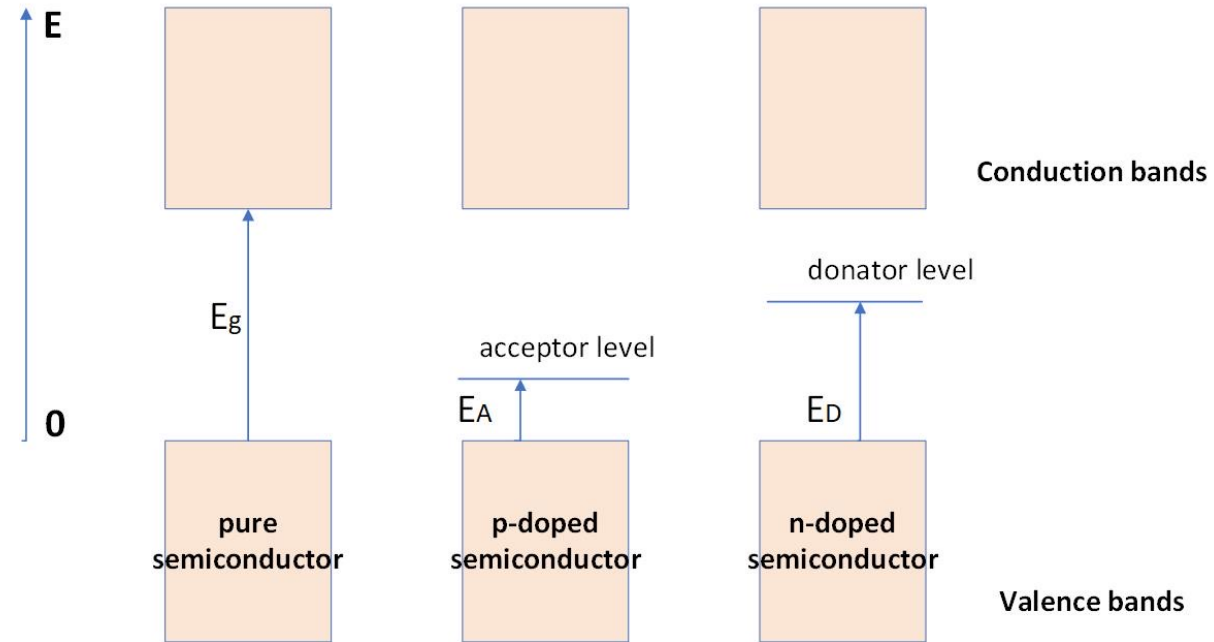 E
Conduction bands
donator level
Eg
acceptor level
EA
ED
0
pure
semiconductor
p-doped
semiconductor
n-doped
semiconductor
Valence bands